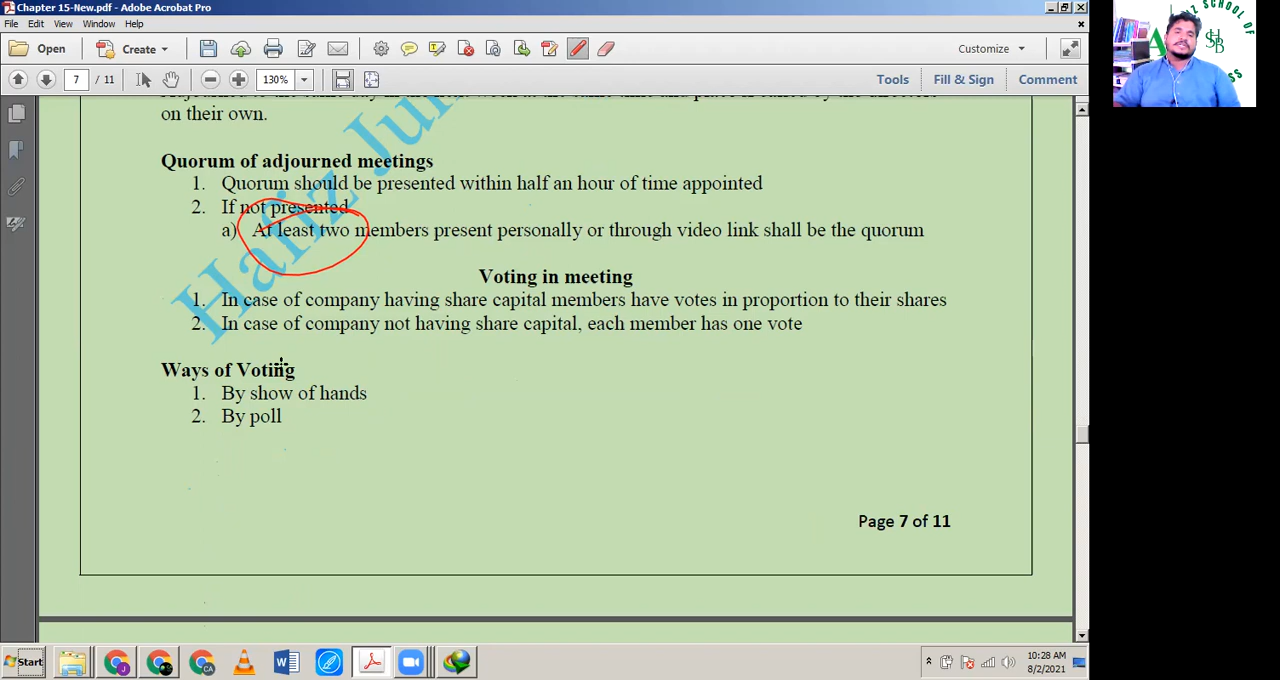 Chapter 15-New.pdf - Adobe Acrobat Pro
File Edit View Window Help
Open Create Customize
7 / 11 130% Tools Fill & Sign Comment
on their own.
Quorum of adjourned meetings
1. Quorum should be presented within half an hour of time appointed
2. If not presented
a) At least two members present personally or through video link shall be the quorum
Voting in meeting
1. In case of company having share capital members have votes in proportion to their shares
2. In case of company not having share capital, each member has one vote
Ways of Voting
1. By show of hands
2. By poll
Page 7 of 11
Hafiz
SCHOOL OF
Start
10:28 AM
8/2/2021